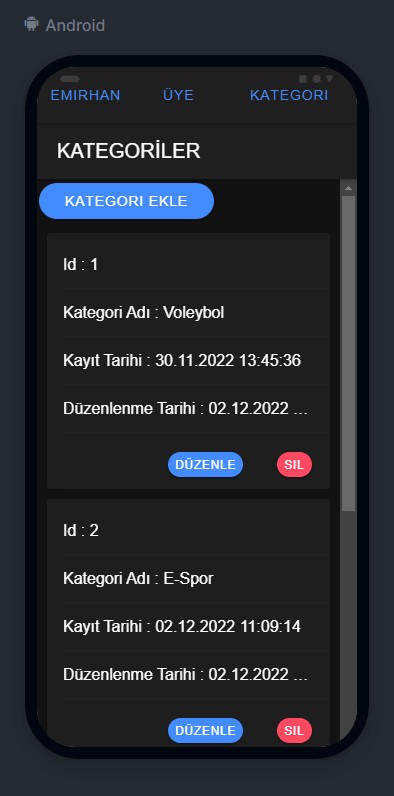 Android
EMIRHAN ÜYE KATEGORI
KATEGORİLER
KATEGORI EKLE
Id : 1
Kategori Adı : Voleybol
Kayıt Tarihi : 30.11.2022 13:45:36
Düzenlenme Tarihi : 02.12.2022 ...
DÜZENLE SIL
Id : 2
Kategori Adı : E-Spor
Kayıt Tarihi : 02.12.2022 11:09:14
Düzenlenme Tarihi : 02.12.2022 ...
DÜZENLE SIL